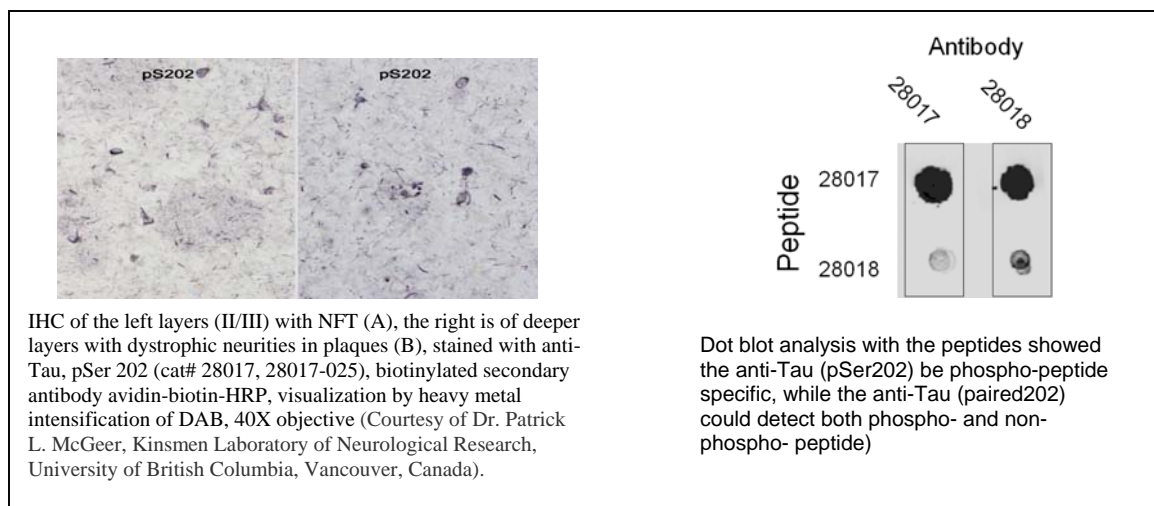 pS202
pS202
IHC of the left layers (II/III) with NFT (A), the right is of deeper
layers with dystrophic neurities in plaques (B), stained with anti-
Tau, pSer 202 (cat# 28017, 28017-025), biotinylated secondary
antibody avidin-biotin-HRP, visualization by heavy metal
intensification of DAB, 40X objective (Courtesy of Dr. Patrick
L. McGeer, Kinsmen Laboratory of Neurological Research,
University of British Columbia, Vancouver, Canada).
Antibody
28017
28018
Peptide
28017
28018
Dot blot analysis with the peptides showed
the anti-Tau (pSer202) be phospho-peptide
specific, while the anti-Tau (paired202)
could detect both phospho- and non-
phospho- peptide)